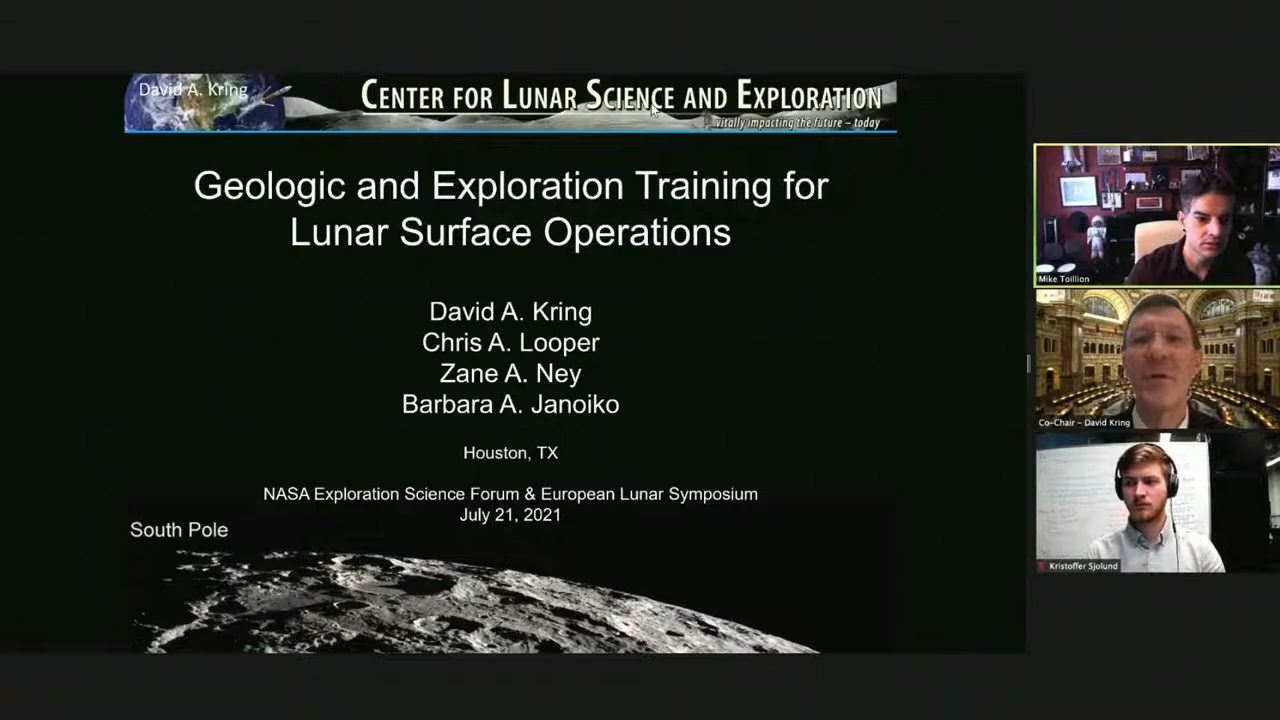 David A. Kring
CENTER FOR LUNAR SCIENCE AND EXPLORATION
vitally impacting the future – today
Geologic and Exploration Training for
Lunar Surface Operations
David A. Kring
Chris A. Looper
Zane A. Ney
Barbara A. Janoiko
Houston, TX
NASA Exploration Science Forum & European Lunar Symposium
July 21, 2021
South Pole
Mike Toillion
Co-Chair – David Kring
Kristoffer Sjolund